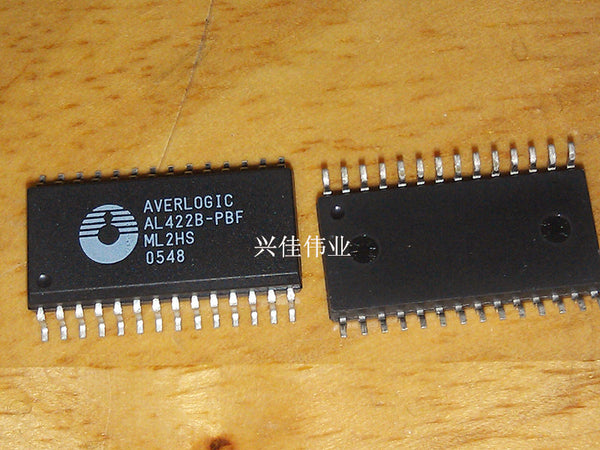 AVERLOGIC
AL422B-PBF
ML2HS
0548
兴佳伟业